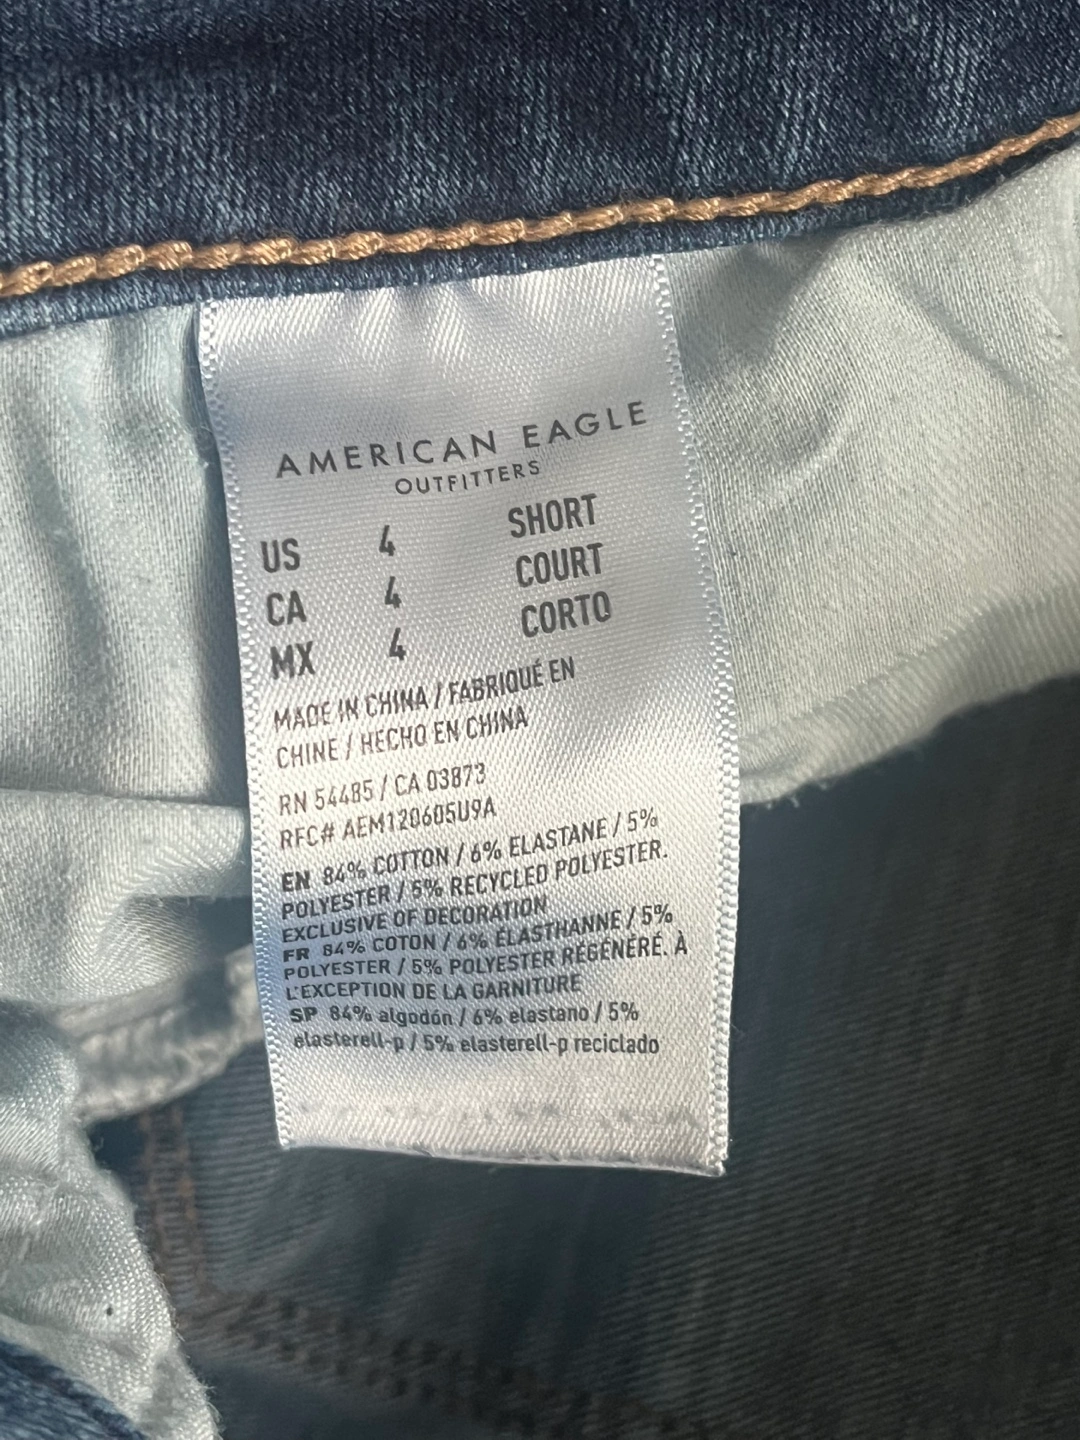 AMERICAN EAGLE
OUTFITTERS
US 4 SHORT
CA 4 COURT
MX 4 CORTO
MADE IN CHINA / FABRIQUÉ EN
CHINE / HECHO EN CHINA
RN 54485 / CA 03873
RFC# AEM120605U9A
EN 84% COTTON / 6% ELASTANE / 5%
POLYESTER / 5% RECYCLED POLYESTER.
EXCLUSIVE OF DECORATION
FR 84% COTON / 6% ÉLASTHANNE / 5%
POLYESTER / 5% POLYESTER RÉGÉNÉRÉ. À
L'EXCEPTION DE LA GARNITURE
SP 84% algodón / 6% elastano / 5%
elasterell-p / 5% elasterell-p reciclado